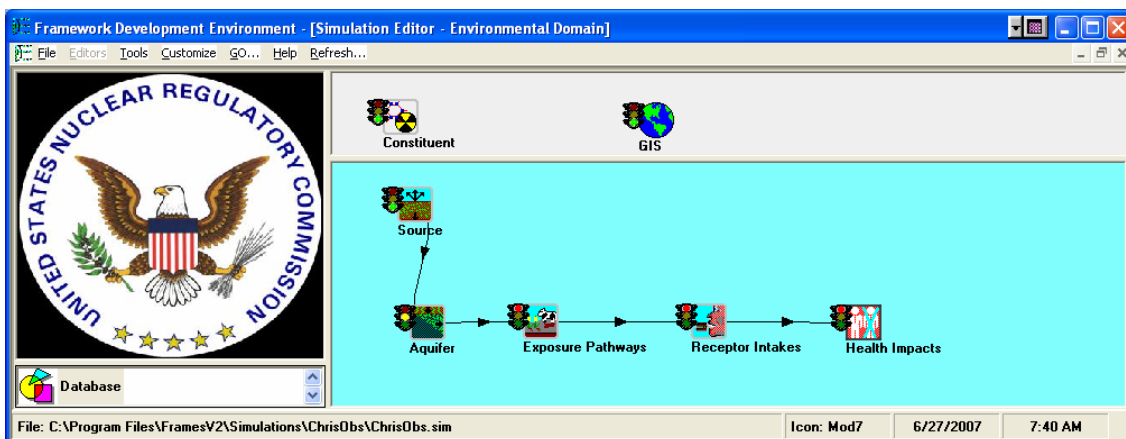 Framework Development Environment - [Simulation Editor - Environmental Domain]
File Editors Tools Customize GO... Help Refresh...
UNITED STATES NUCLEAR REGULATORY COMMISSION
Constituent
GIS
Source
Aquifer
Exposure Pathways
Receptor Intakes
Health Impacts
Database
File: C:\Program Files\FramesV2\Simulations\ChrisObs\ChrisObs.sim
Icon: Mod7
6/27/2007
7:40 AM